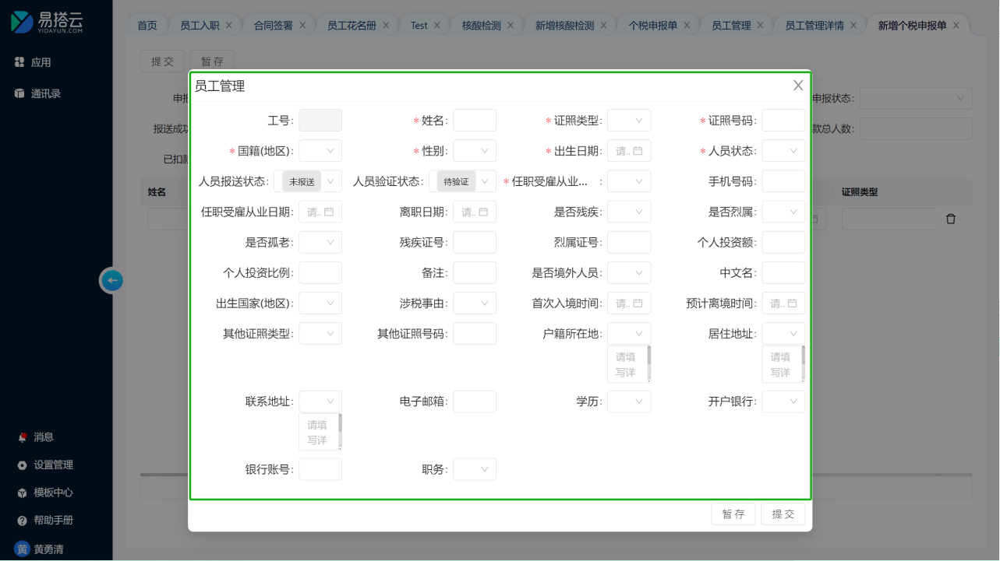 易搭云
YIDAYUN.COM
首页 员工入职 合同签署 员工花名册 Test 核酸检测 新增核酸检测 个税申报单 员工管理 员工管理详情 新增个税申报单
应用
通讯录
提 交 暂 存
员工管理
申报状态:
工号: *姓名: *证照类型: *证照号码:
报送成 款总人数:
*国籍(地区): *性别: *出生日期: 请.. *人员状态:
已扣
人员报送状态: 未报送 人员验证状态: 待验证 *任职受雇从业... : 手机号码:
姓名 证照类型
任职受雇从业日期: 请.. 离职日期: 请.. 是否残疾: 是否烈属:
是否孤老: 残疾证号: 烈属证号: 个人投资额:
个人投资比例: 备注: 是否境外人员: 中文名:
出生国家(地区): 涉税事由: 首次入境时间: 请.. 预计离境时间: 请..
其他证照类型: 其他证照号码: 户籍所在地: 居住地址:
请填 请填
写详 写详
联系地址: 电子邮箱: 学历: 开户银行:
请填
写详
银行账号: 职务:
暂 存 提 交
消息
设置管理
模板中心
帮助手册
黄 黄勇清